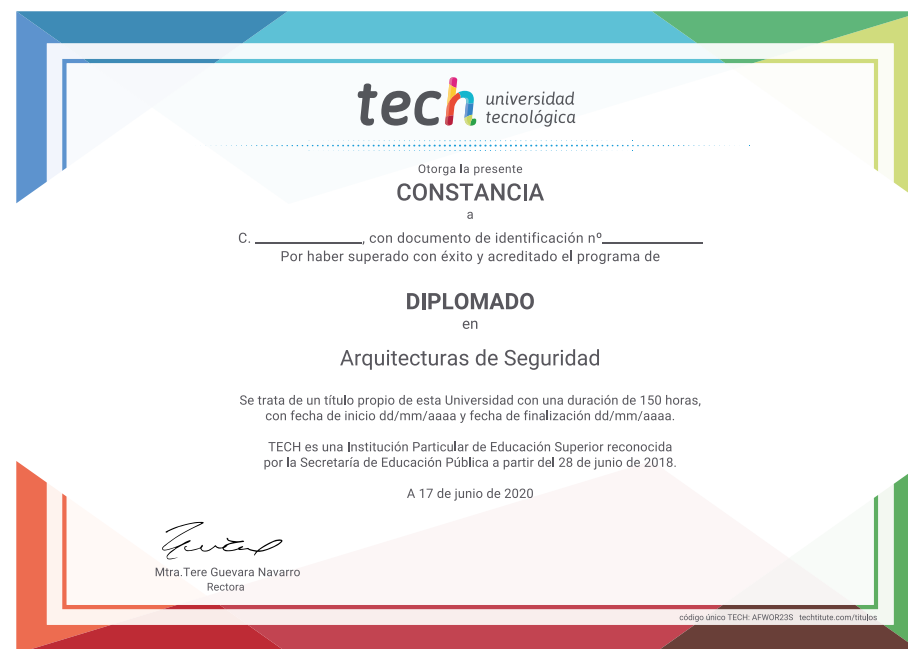 tech universidad
tecnológica
Otorga la presente
CONSTANCIA
a
C. ____________, con documento de identificación nº____________
Por haber superado con éxito y acreditado el programa de
DIPLOMADO
en
Arquitecturas de Seguridad
Se trata de un título propio de esta Universidad con una duración de 150 horas,
con fecha de inicio dd/mm/aaaa y fecha de finalización dd/mm/aaaa.
TECH es una Institución Particular de Educación Superior reconocida
por la Secretaría de Educación Pública a partir del 28 de junio de 2018.
A 17 de junio de 2020
Mtra.Tere Guevara Navarro
Rectora
código único TECH: AFWOR23S techtitute.com/titulos